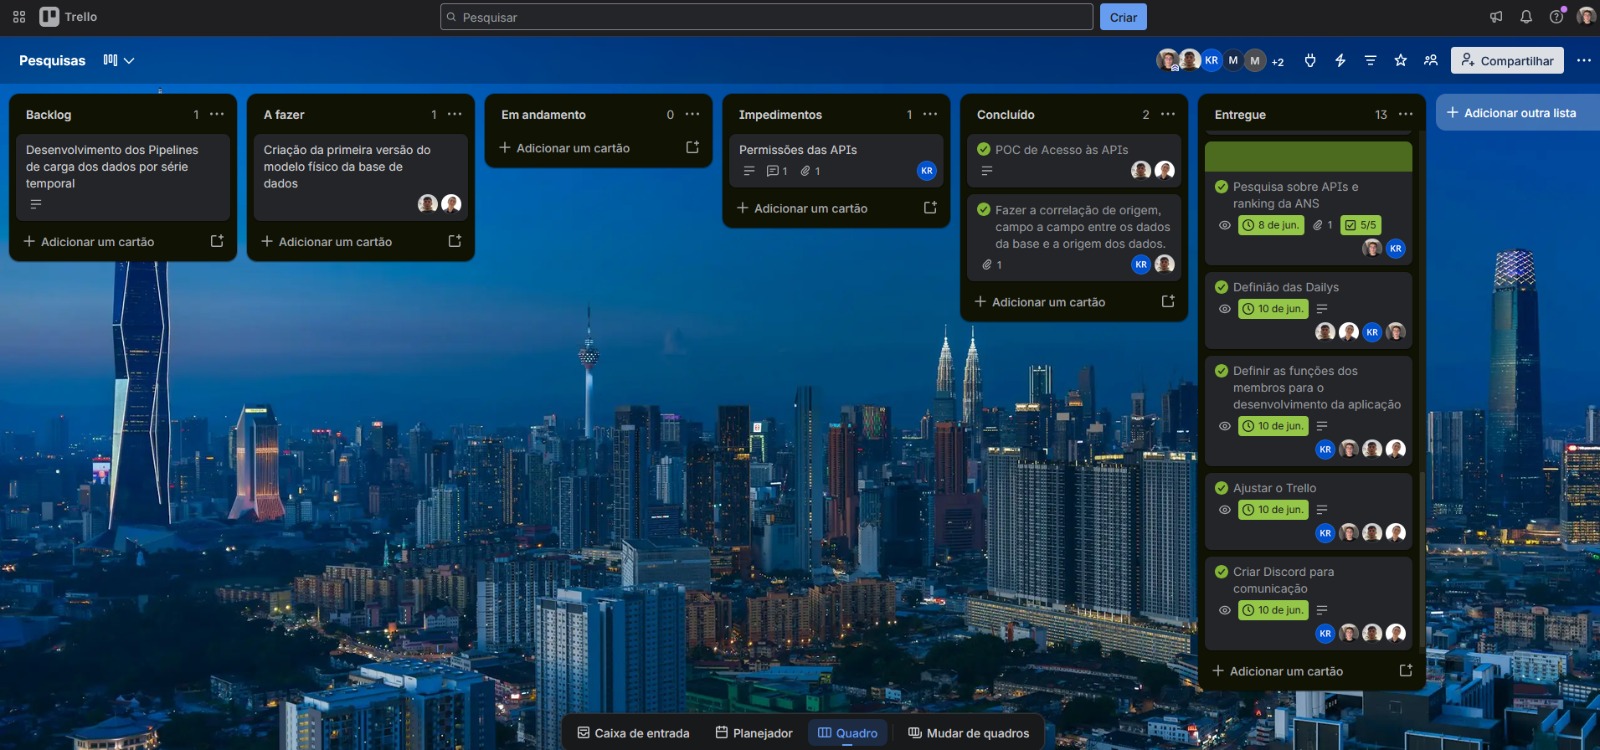 Trello
Pesquisar
Criar
Pesquisas
KR
M
M
+2
Compartilhar
Backlog
1
Desenvolvimento dos Pipelines
de carga dos dados por série
temporal
Adicionar um cartão
A fazer
1
Criação da primeira versão do
modelo físico da base de
dados
Adicionar um cartão
Em andamento
0
Adicionar um cartão
Impedimentos
1
Permissões das APIs
1
1
KR
Adicionar um cartão
Concluído
2
POC de Acesso às APIs
Fazer a correlação de origem,
campo a campo entre os dados
da base e a origem dos dados.
1
KR
Adicionar um cartão
Entregue
13
Pesquisa sobre APIs e
ranking da ANS
8 de jun.
1
5/5
KR
Definião das Dailys
10 de jun.
KR
Definir as funções dos
membros para o
desenvolvimento da aplicação
10 de jun.
KR
Ajustar o Trello
10 de jun.
KR
Criar Discord para
comunicação
10 de jun.
KR
Adicionar um cartão
Adicionar outra lista
Caixa de entrada
Planejador
Quadro
Mudar de quadros